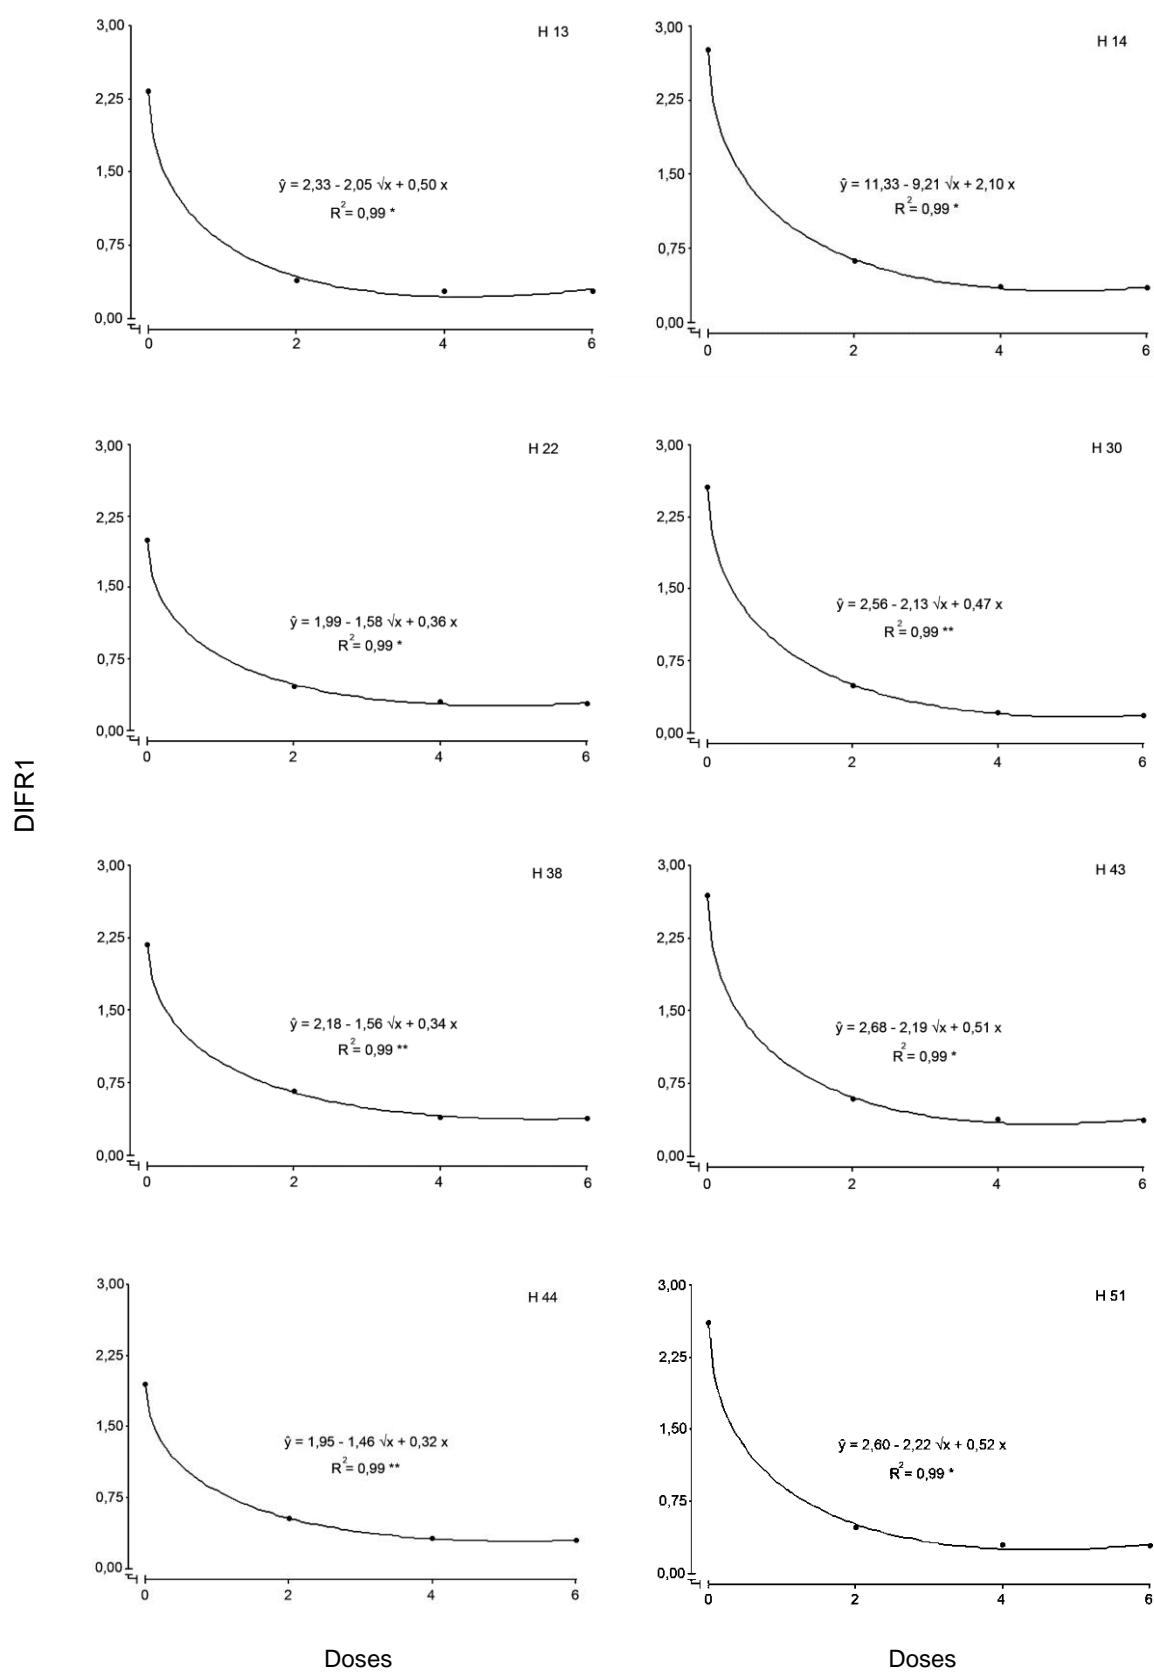 H 13
3,00
2,25
1,50
0,75
0,00
ŷ = 2,33 - 2,05 √x + 0,50 x
R²= 0,99 *
0 2 4 6
H 14
3,00
2,25
1,50
0,75
0,00
ŷ = 11,33 - 9,21 √x + 2,10 x
R²= 0,99 *
0 2 4 6
H 22
3,00
2,25
1,50
0,75
0,00
ŷ = 1,99 - 1,58 √x + 0,36 x
R²= 0,99 *
0 2 4 6
H 30
3,00
2,25
1,50
0,75
0,00
ŷ = 2,56 - 2,13 √x + 0,47 x
R²= 0,99 **
0 2 4 6
DIFR1
H 38
3,00
2,25
1,50
0,75
0,00
ŷ = 2,18 - 1,56 √x + 0,34 x
R²= 0,99 **
0 2 4 6
H 43
3,00
2,25
1,50
0,75
0,00
ŷ = 2,68 - 2,19 √x + 0,51 x
R²= 0,99 *
0 2 4 6
H 44
3,00
2,25
1,50
0,75
0,00
ŷ = 1,95 - 1,46 √x + 0,32 x
R²= 0,99 **
0 2 4 6
H 51
3,00
2,25
1,50
0,75
0,00
ŷ = 2,60 - 2,22 √x + 0,52 x
R²= 0,99 *
0 2 4 6
Doses
Doses